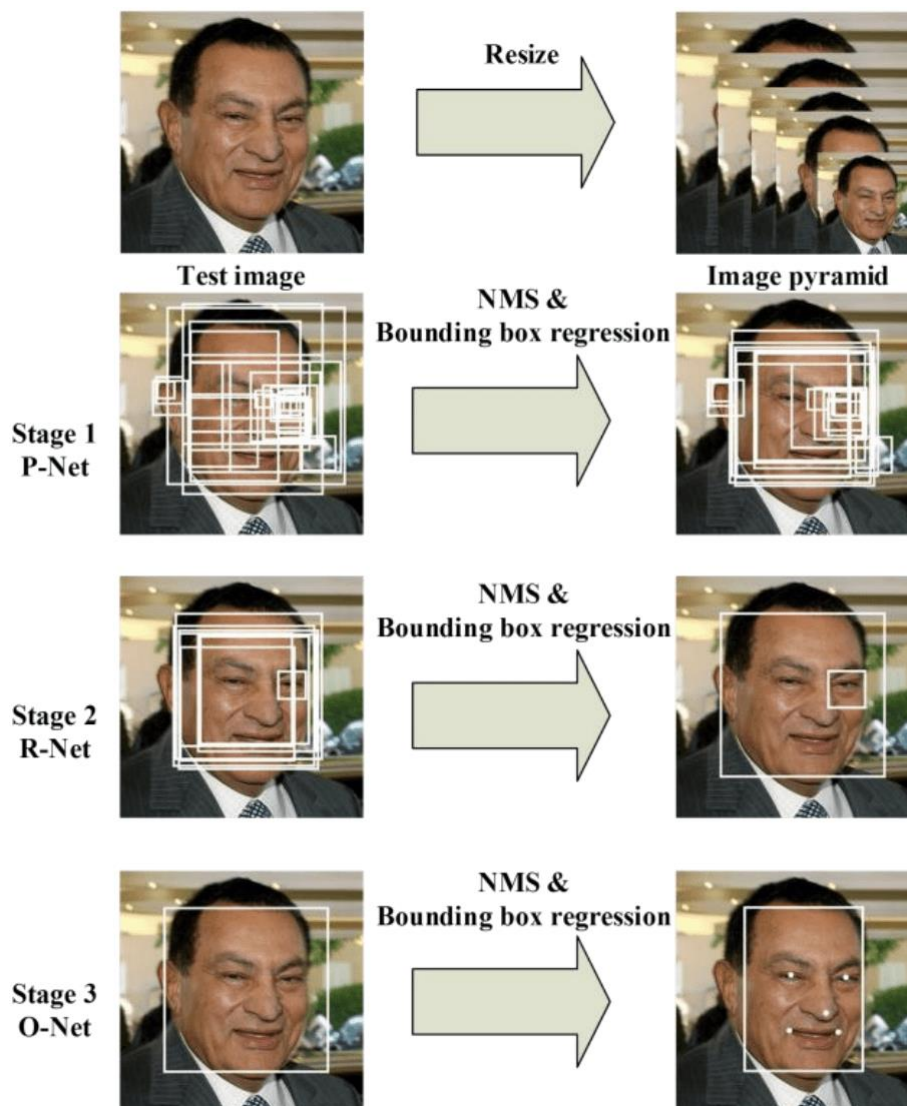 Resize
Test image
Image pyramid
NMS &
Bounding box regression
Stage 1
P-Net
NMS &
Bounding box regression
Stage 2
R-Net
NMS &
Bounding box regression
Stage 3
O-Net